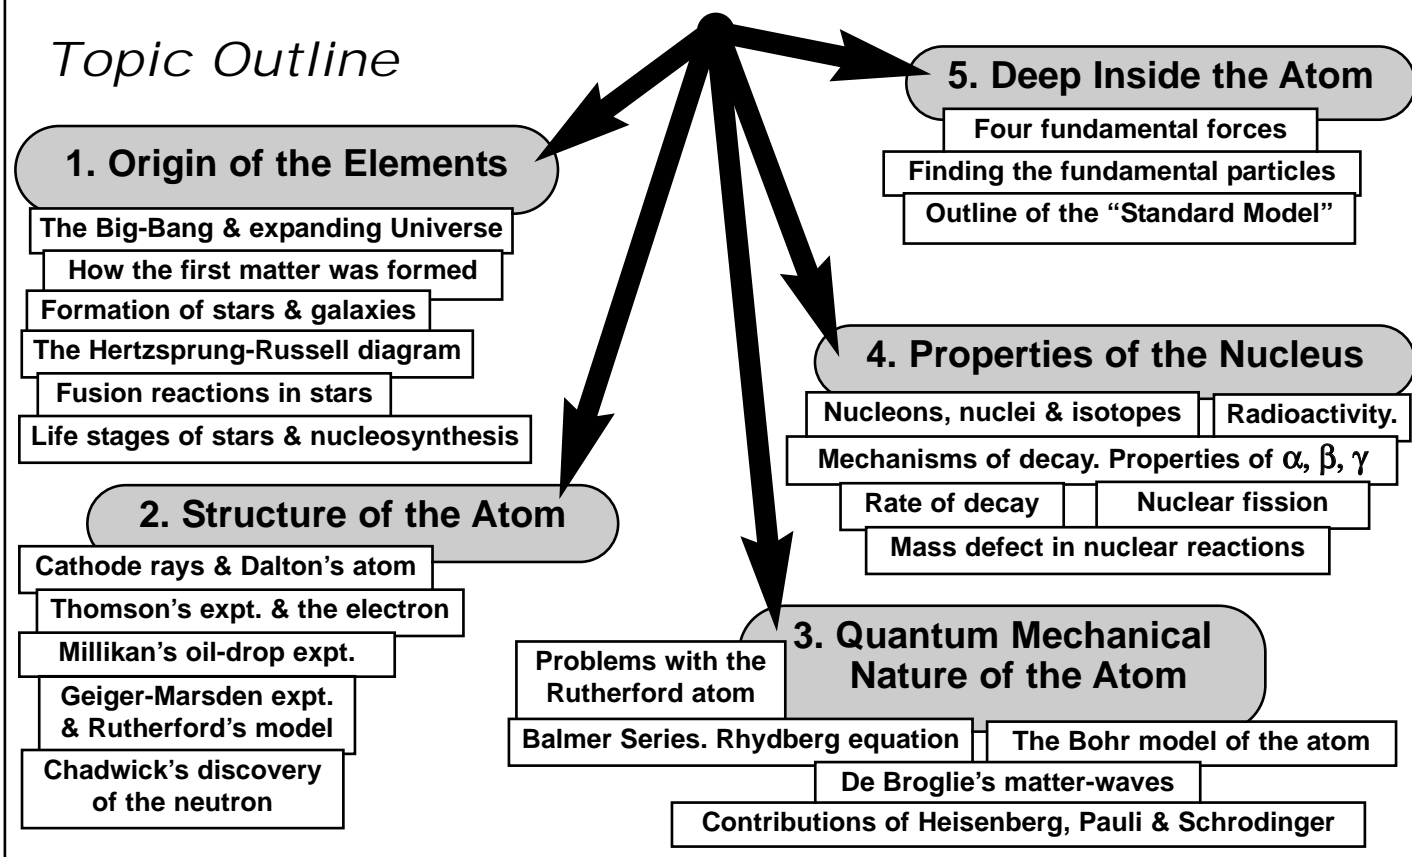 Topic Outline
1. Origin of the Elements
The Big-Bang & expanding Universe
How the first matter was formed
Formation of stars & galaxies
The Hertzsprung-Russell diagram
Fusion reactions in stars
Life stages of stars & nucleosynthesis
2. Structure of the Atom
Cathode rays & Dalton’s atom
Thomson’s expt. & the electron
Millikan’s oil-drop expt.
Geiger-Marsden expt.
& Rutherford’s model
Chadwick’s discovery
of the neutron
3. Quantum Mechanical
Nature of the Atom
Problems with the
Rutherford atom
Balmer Series. Rhydberg equation
The Bohr model of the atom
De Broglie’s matter-waves
Contributions of Heisenberg, Pauli & Schrodinger
4. Properties of the Nucleus
Nucleons, nuclei & isotopes
Radioactivity.
Mechanisms of decay. Properties of α, β, γ
Rate of decay
Nuclear fission
Mass defect in nuclear reactions
5. Deep Inside the Atom
Four fundamental forces
Finding the fundamental particles
Outline of the “Standard Model”